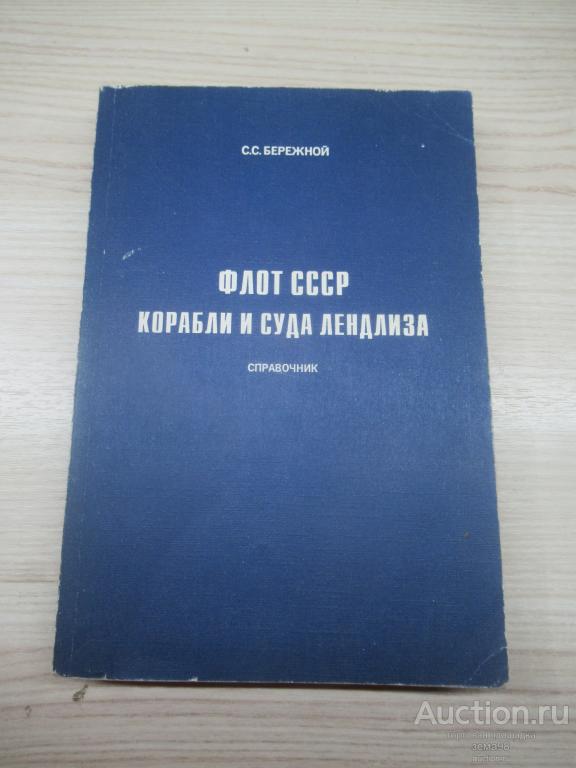 С.С. БЕРЕЖНОЙ
ФЛОТ СССР
КОРАБЛИ И СУДА ЛЕНДЛИЗА
СПРАВОЧНИК
Auction.ru